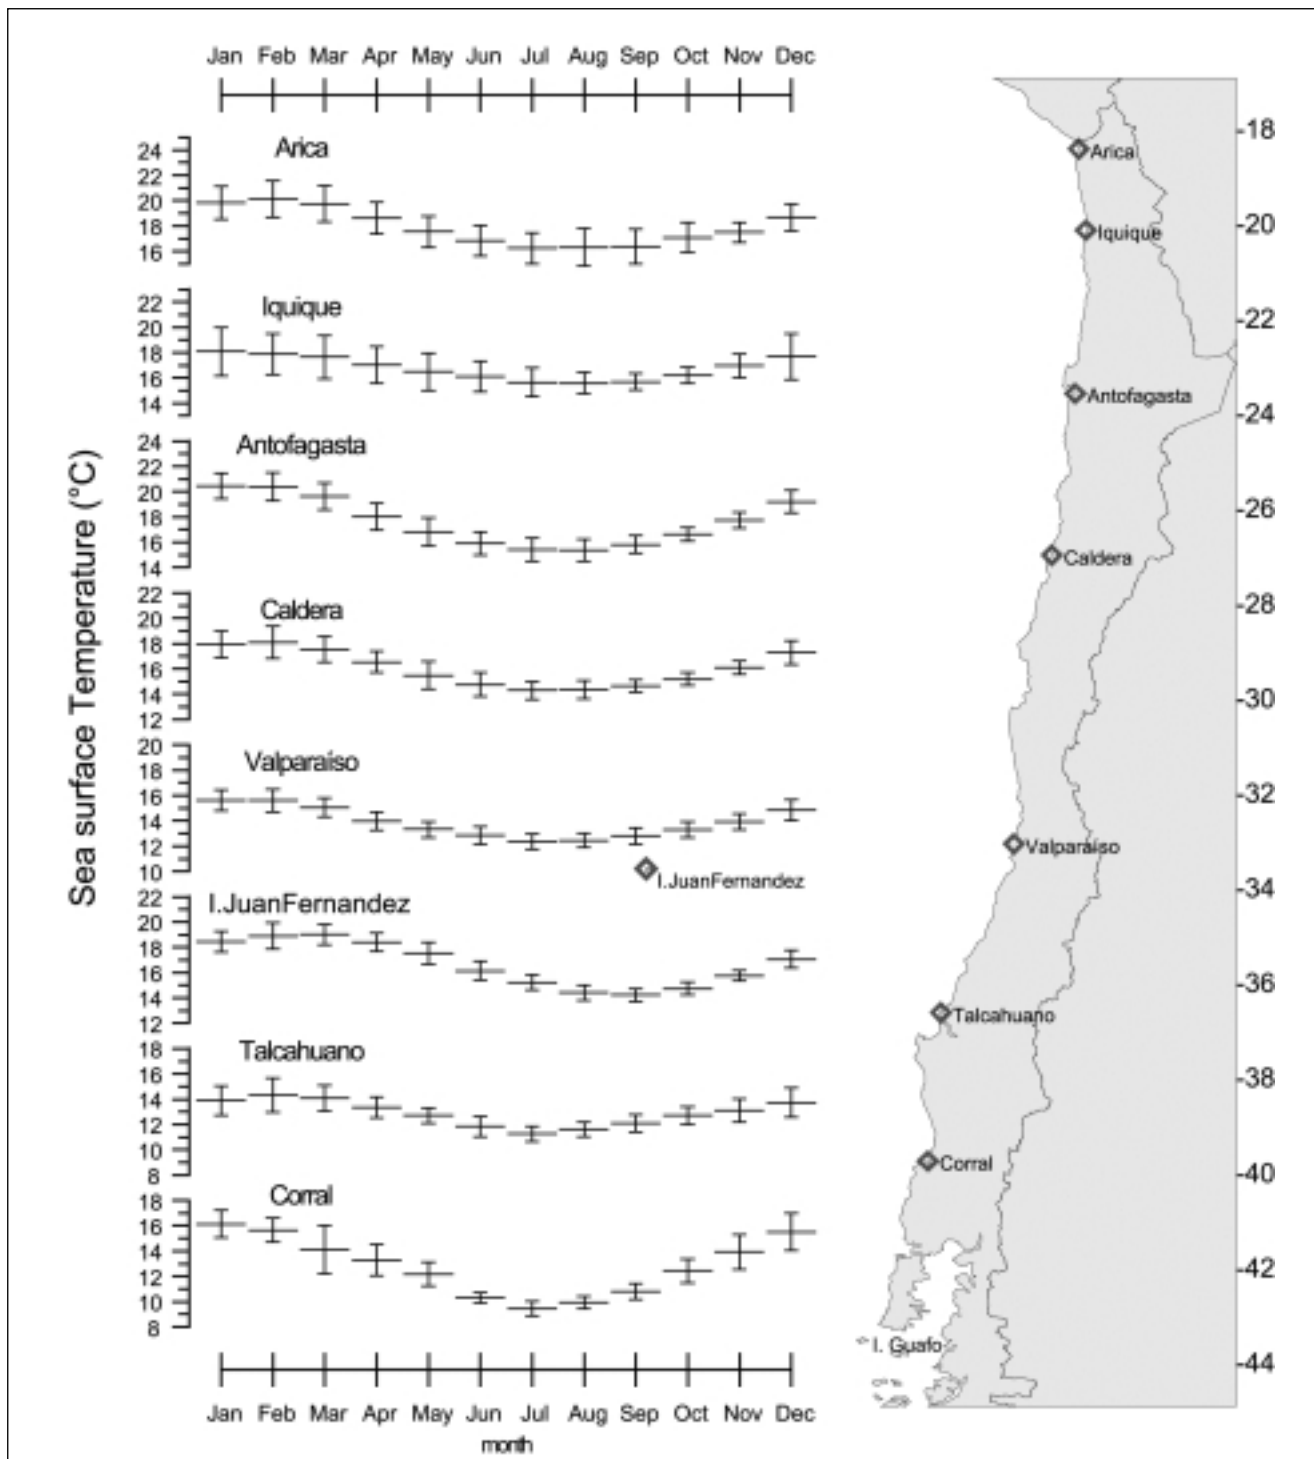 Jan Feb Mar Apr May Jun Jul Aug Sep Oct Nov Dec
Sea surface Temperature (°C)
Arica
24
22
20
18
16
Iquique
22
20
18
16
14
Antofagasta
24
22
20
18
16
14
Caldera
22
20
18
16
14
12
Valparaíso
20
18
16
14
12
10
I.JuanFernandez
I.JuanFernandez
22
20
18
16
14
12
Talcahuano
18
16
14
12
10
8
Corral
18
16
14
12
10
8
Jan Feb Mar Apr May Jun Jul Aug Sep Oct Nov Dec
month
-18
Arica
-20
Iquique
-22
Antofagasta
-24
-26
Caldera
-28
-30
-32
Valparaíso
-34
-36
Talcahuano
-38
Corral
-40
-42
I. Guafo
-44